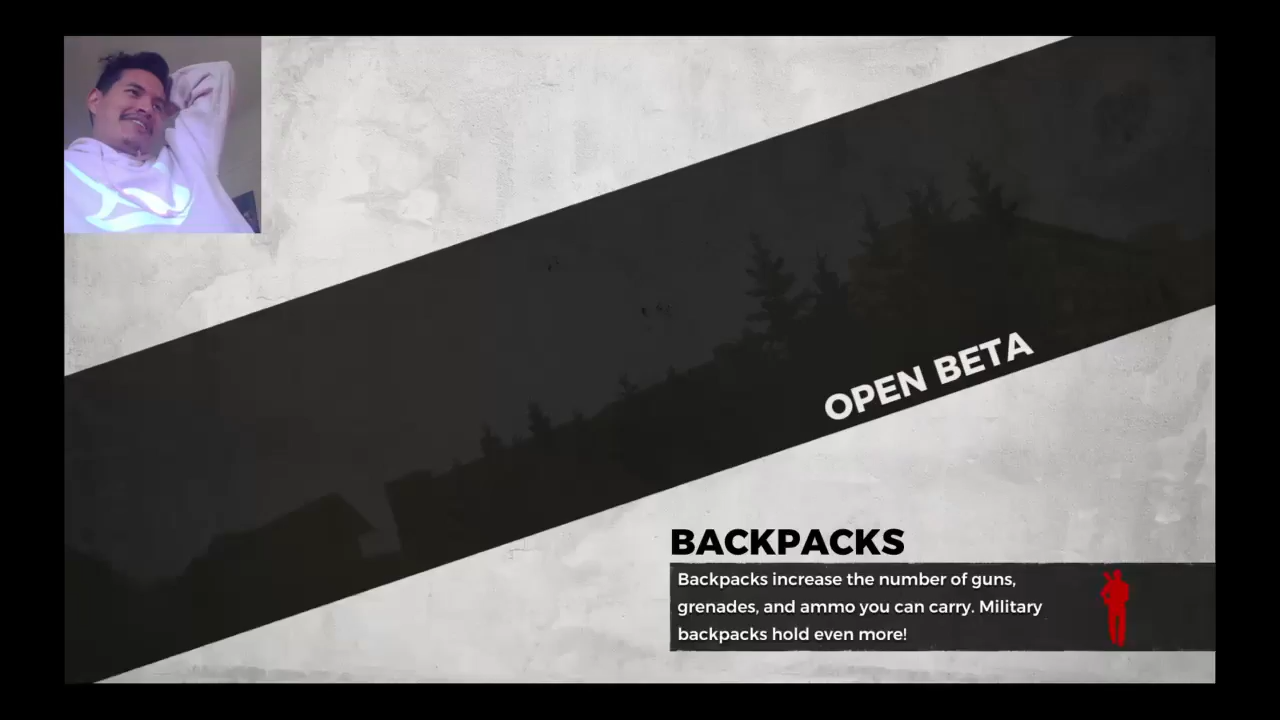 OPEN BETA
BACKPACKS
Backpacks increase the number of guns,
grenades, and ammo you can carry. Military
backpacks hold even more!